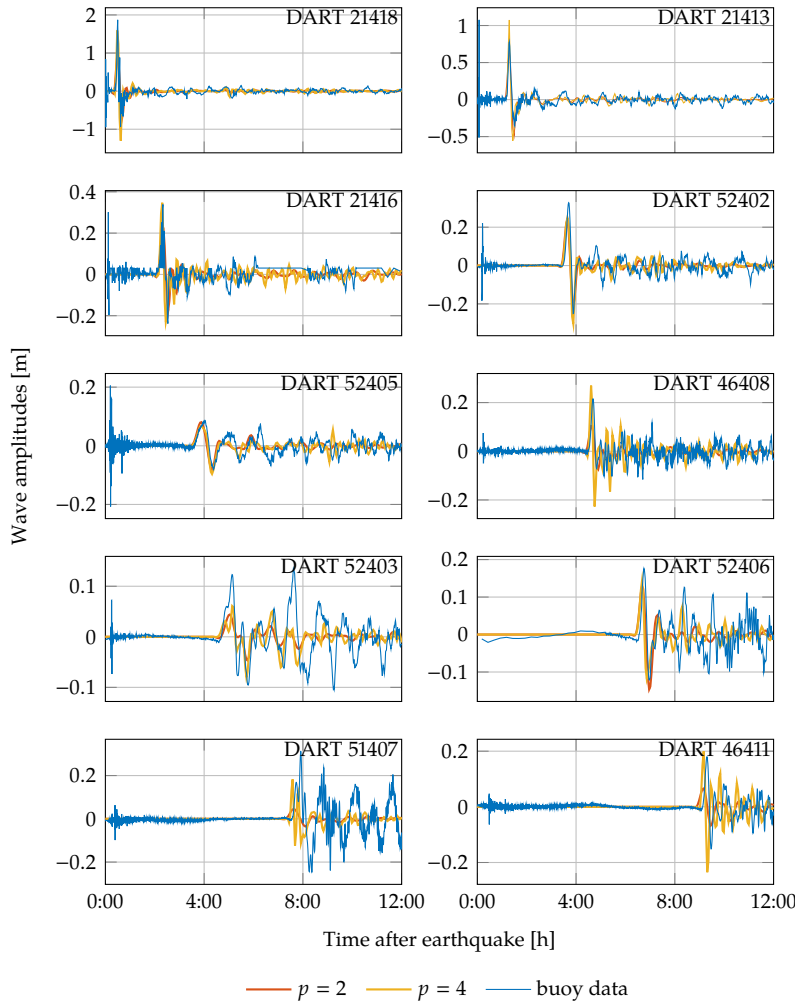 DART 21418
2
1
0
−1
DART 21413
1
0.5
0
−0.5
DART 21416
0.4
0.2
0
−0.2
DART 52402
0.4
0.2
0
−0.2
DART 52405
0.2
0
−0.2
DART 46408
0.2
0
−0.2
DART 52403
0.1
0
−0.1
DART 52406
0.2
0.1
0
−0.1
DART 51407
0.2
0
−0.2
0:00 4:00 8:00 12:00
DART 46411
0.2
0
−0.2
0:00 4:00 8:00 12:00
Wave amplitudes [m]
Time after earthquake [h]
p = 2 p = 4 buoy data